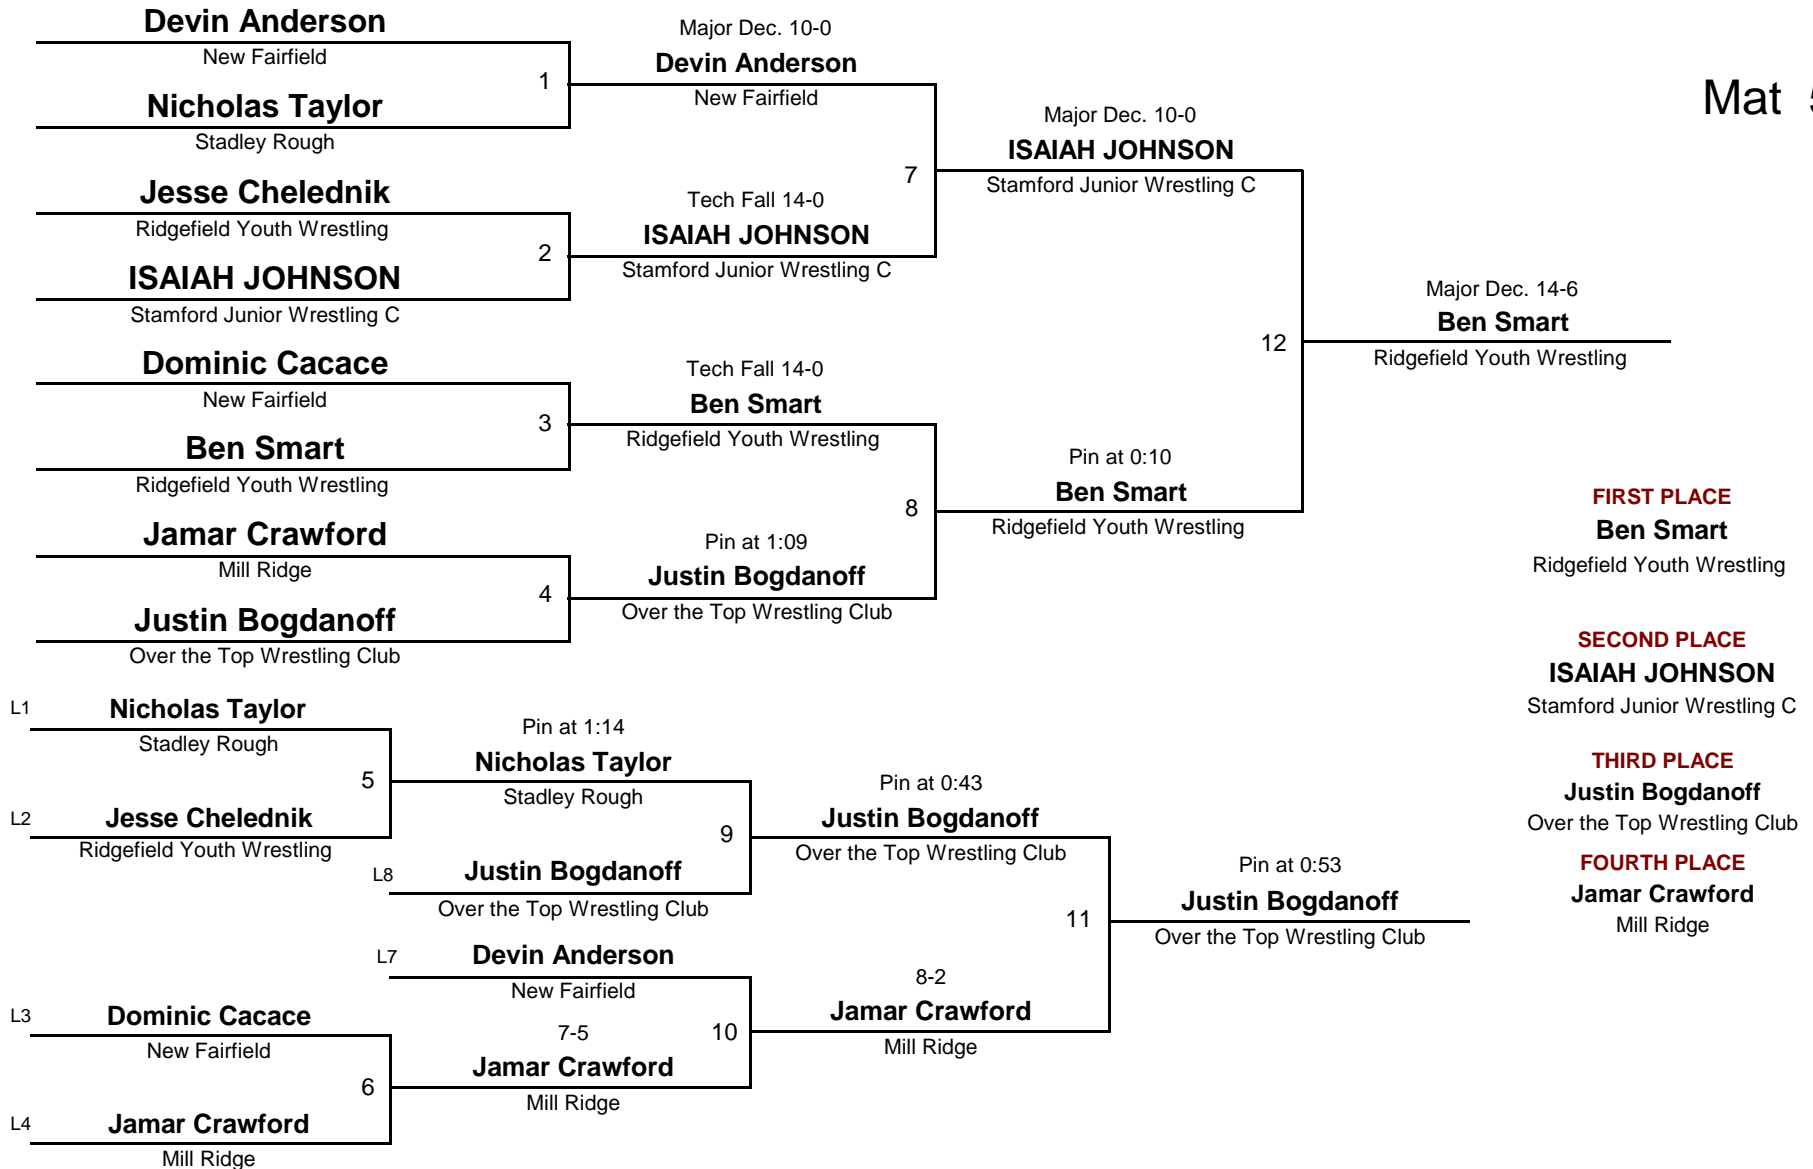 Devin Anderson
New Fairfield
1
Nicholas Taylor
Stadley Rough
Jesse Chelednik
Ridgefield Youth Wrestling
2
ISAIAH JOHNSON
Stamford Junior Wrestling C
Dominic Cacace
New Fairfield
3
Ben Smart
Ridgefield Youth Wrestling
Jamar Crawford
Mill Ridge
4
Justin Bogdanoff
Over the Top Wrestling Club
Major Dec. 10-0
Devin Anderson
New Fairfield
7
Tech Fall 14-0
ISAIAH JOHNSON
Stamford Junior Wrestling C
Tech Fall 14-0
Ben Smart
Ridgefield Youth Wrestling
8
Pin at 1:09
Justin Bogdanoff
Over the Top Wrestling Club
Major Dec. 10-0
ISAIAH JOHNSON
Stamford Junior Wrestling C
12
Pin at 0:10
Ben Smart
Ridgefield Youth Wrestling
Major Dec. 14-6
Ben Smart
Ridgefield Youth Wrestling
Mat 5
FIRST PLACE
Ben Smart
Ridgefield Youth Wrestling
SECOND PLACE
ISAIAH JOHNSON
Stamford Junior Wrestling C
THIRD PLACE
Justin Bogdanoff
Over the Top Wrestling Club
FOURTH PLACE
Jamar Crawford
Mill Ridge
L1 Nicholas Taylor
Stadley Rough
5
L2 Jesse Chelednik
Ridgefield Youth Wrestling
L3 Dominic Cacace
New Fairfield
6
L4 Jamar Crawford
Mill Ridge
Pin at 1:14
Nicholas Taylor
Stadley Rough
9
L8 Justin Bogdanoff
Over the Top Wrestling Club
L7 Devin Anderson
New Fairfield
10
7-5
Jamar Crawford
Mill Ridge
Pin at 0:43
Justin Bogdanoff
Over the Top Wrestling Club
11
8-2
Jamar Crawford
Mill Ridge
Pin at 0:53
Justin Bogdanoff
Over the Top Wrestling Club